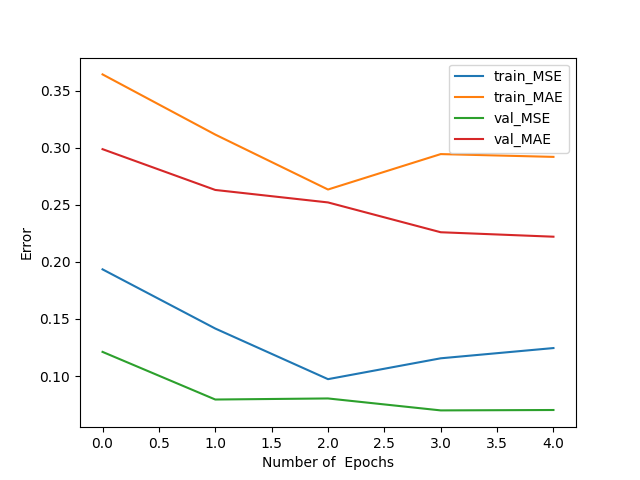 train_MSE
train_MAE
val_MSE
val_MAE
0.35
0.30
0.25
0.20
0.15
0.10
Error
0.0 0.5 1.0 1.5 2.0 2.5 3.0 3.5 4.0
Number of  Epochs